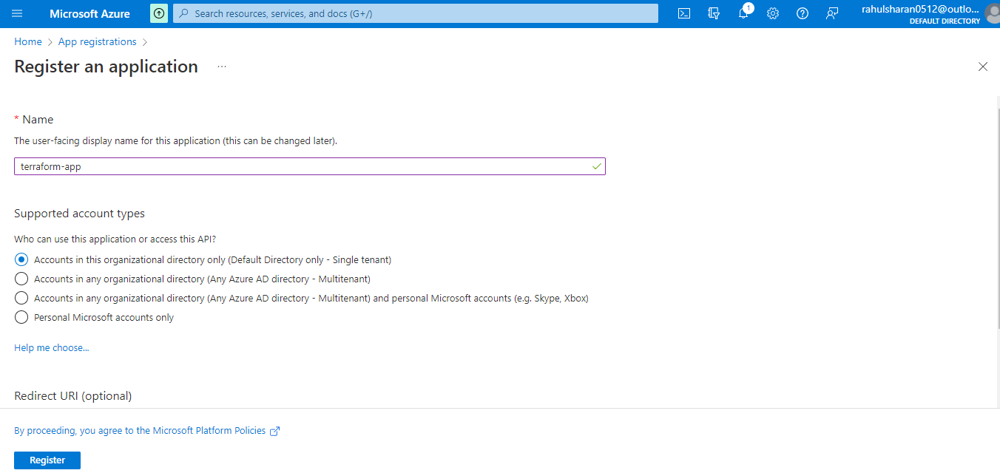 Microsoft Azure
Search resources, services, and docs (G+/)
1
rahulsharan0512@outlo...
DEFAULT DIRECTORY
Home > App registrations >
Register an application ...
* Name
The user-facing display name for this application (this can be changed later).
terraform-app
Supported account types
Who can use this application or access this API?
Accounts in this organizational directory only (Default Directory only - Single tenant)
Accounts in any organizational directory (Any Azure AD directory - Multitenant)
Accounts in any organizational directory (Any Azure AD directory - Multitenant) and personal Microsoft accounts (e.g. Skype, Xbox)
Personal Microsoft accounts only
Help me choose...
Redirect URI (optional)
By proceeding, you agree to the Microsoft Platform Policies
Register